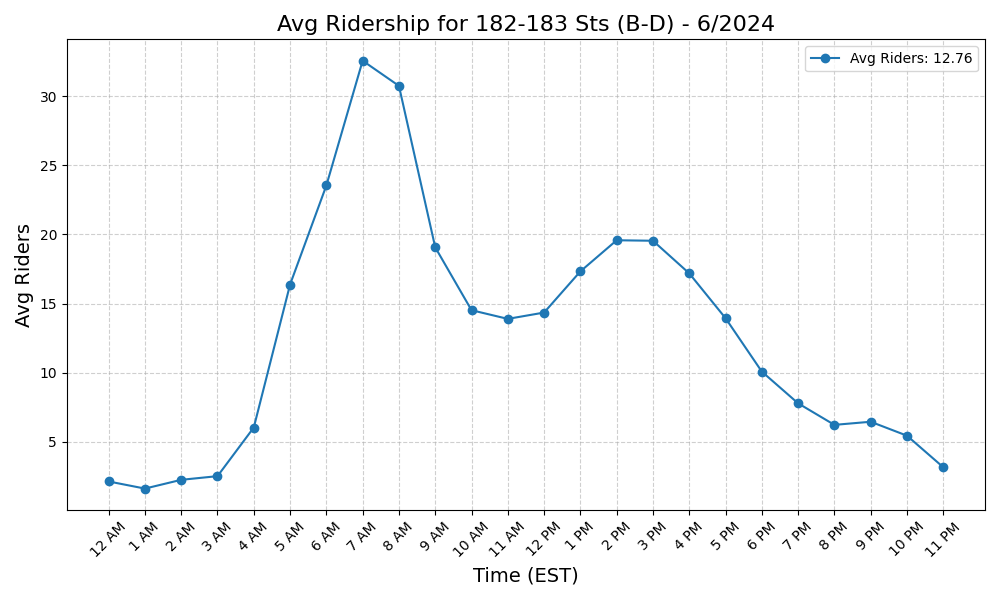 Avg Ridership for 182-183 Sts (B-D) - 6/2024
Avg Riders: 12.76
Avg Riders
30
25
20
15
10
5
12 AM
1 AM
2 AM
3 AM
4 AM
5 AM
6 AM
7 AM
8 AM
9 AM
10 AM
11 AM
12 PM
1 PM
2 PM
3 PM
4 PM
5 PM
6 PM
7 PM
8 PM
9 PM
10 PM
11 PM
Time (EST)